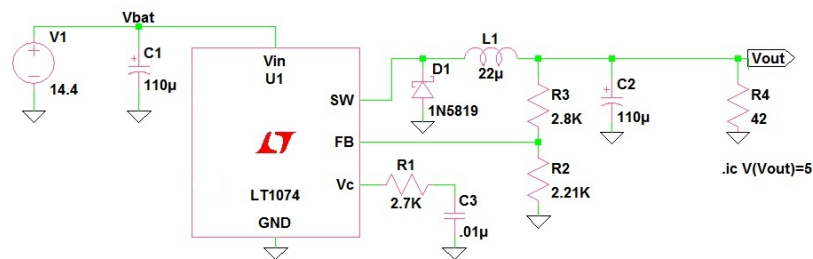 V1
14.4
Vbat
C1
110µ
Vin
U1
SW
FB
Vc
LT1074
GND
D1
1N5819
L1
22µ
R1
2.7K
C3
.01µ
R3
2.8K
R2
2.21K
C2
110µ
Vout
R4
42
.ic V(Vout)=5